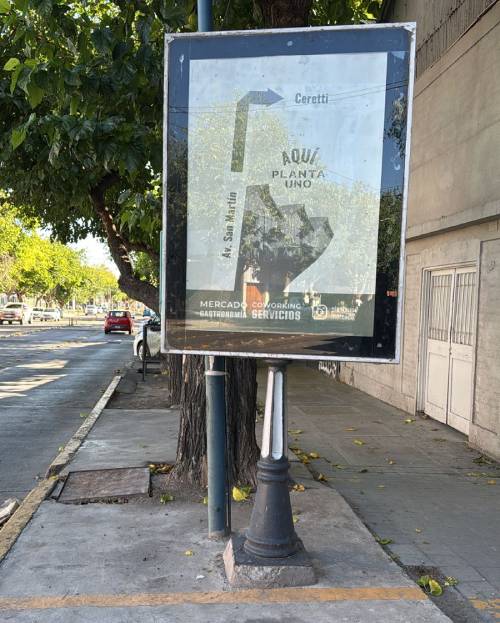 Ceretti
AQUÍ
PLANTA
UNO
Av. San Martín
MERCADO COWORKING
GASTRONOMÍA SERVICIOS